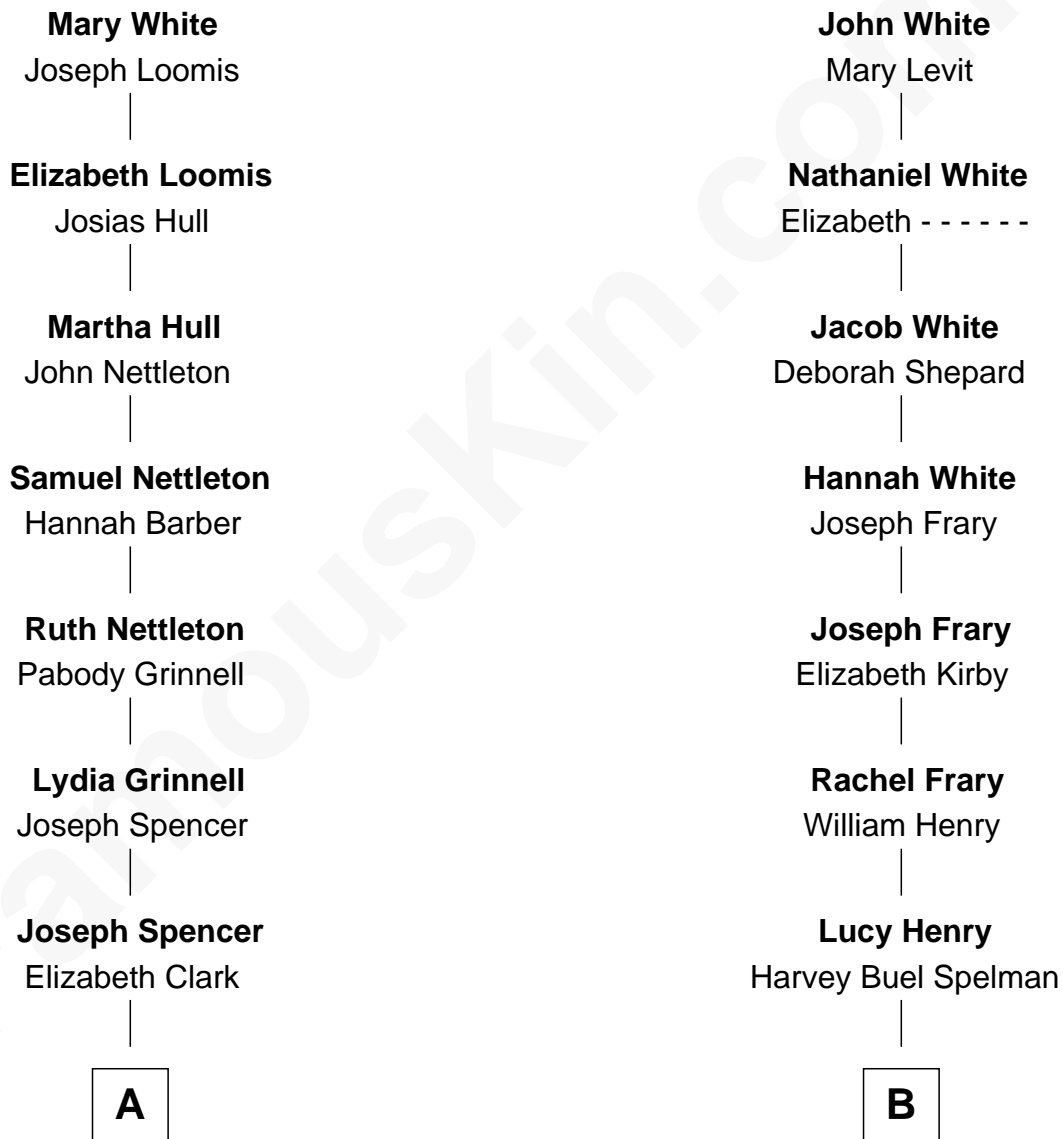 Mary White
Joseph Loomis
Elizabeth Loomis
Josias Hull
Martha Hull
John Nettleton
Samuel Nettleton
Hannah Barber
Ruth Nettleton
Pabody Grinnell
Lydia Grinnell
Joseph Spencer
Joseph Spencer
Elizabeth Clark
A
John White
Mary Levit
Nathaniel White
Elizabeth - - - - - -
Jacob White
Deborah Shepard
Hannah White
Joseph Frary
Joseph Frary
Elizabeth Kirby
Rachel Frary
William Henry
Lucy Henry
Harvey Buel Spelman
B
amouskin.com